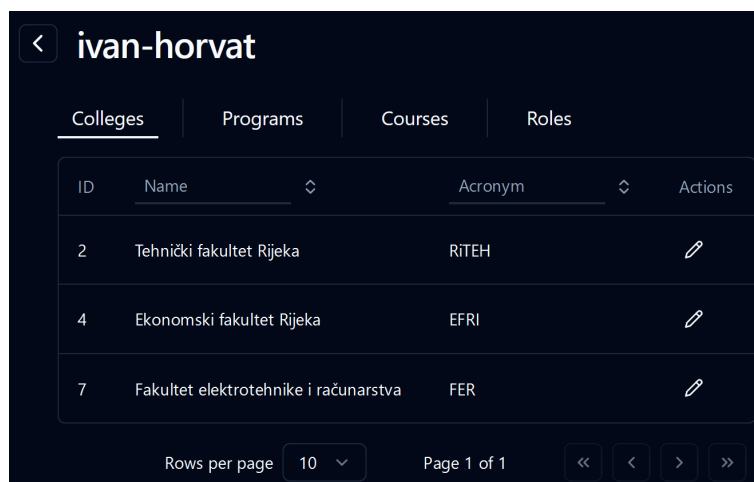 ivan-horvat
Colleges Programs Courses Roles
ID Name Acronym Actions
2 Tehnički fakultet Rijeka RiTEH
4 Ekonomski fakultet Rijeka EFRI
7 Fakultet elektrotehnike i računarstva FER
Rows per page 10 Page 1 of 1